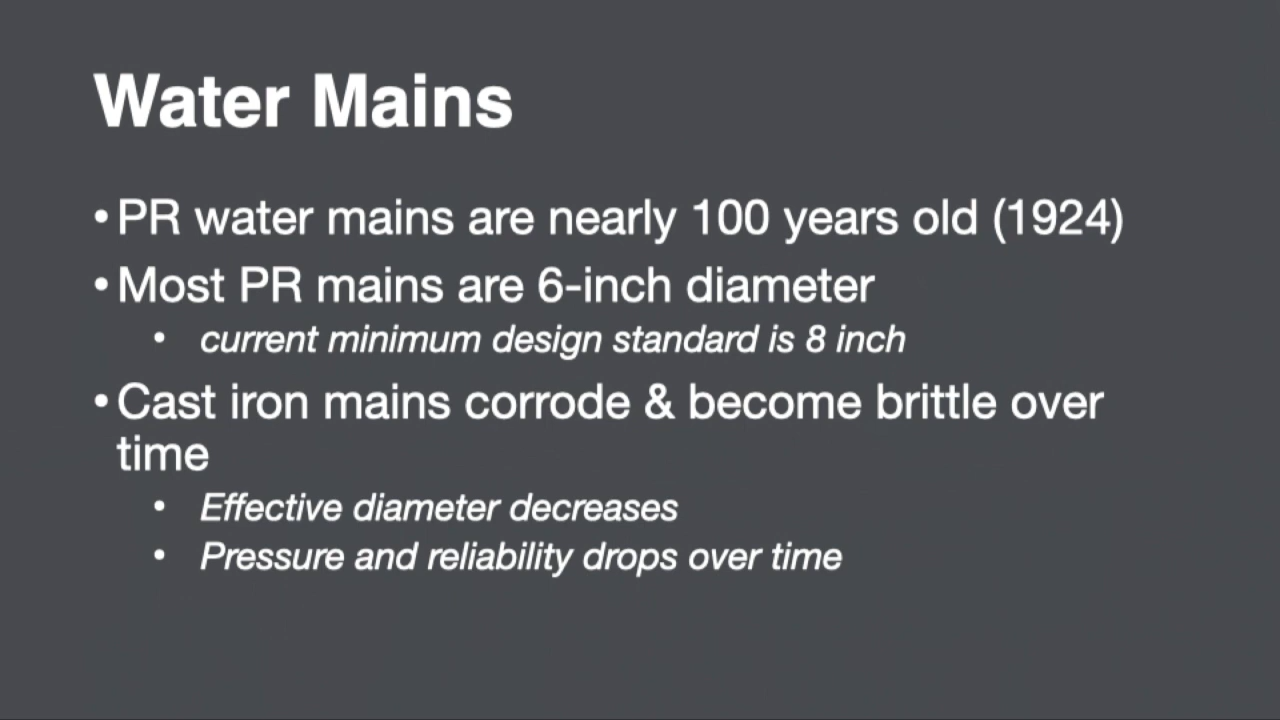 Water Mains
•PR water mains are nearly 100 years old (1924)
•Most PR mains are 6-inch diameter
• current minimum design standard is 8 inch
•Cast iron mains corrode & become brittle over
time
• Effective diameter decreases
• Pressure and reliability drops over time